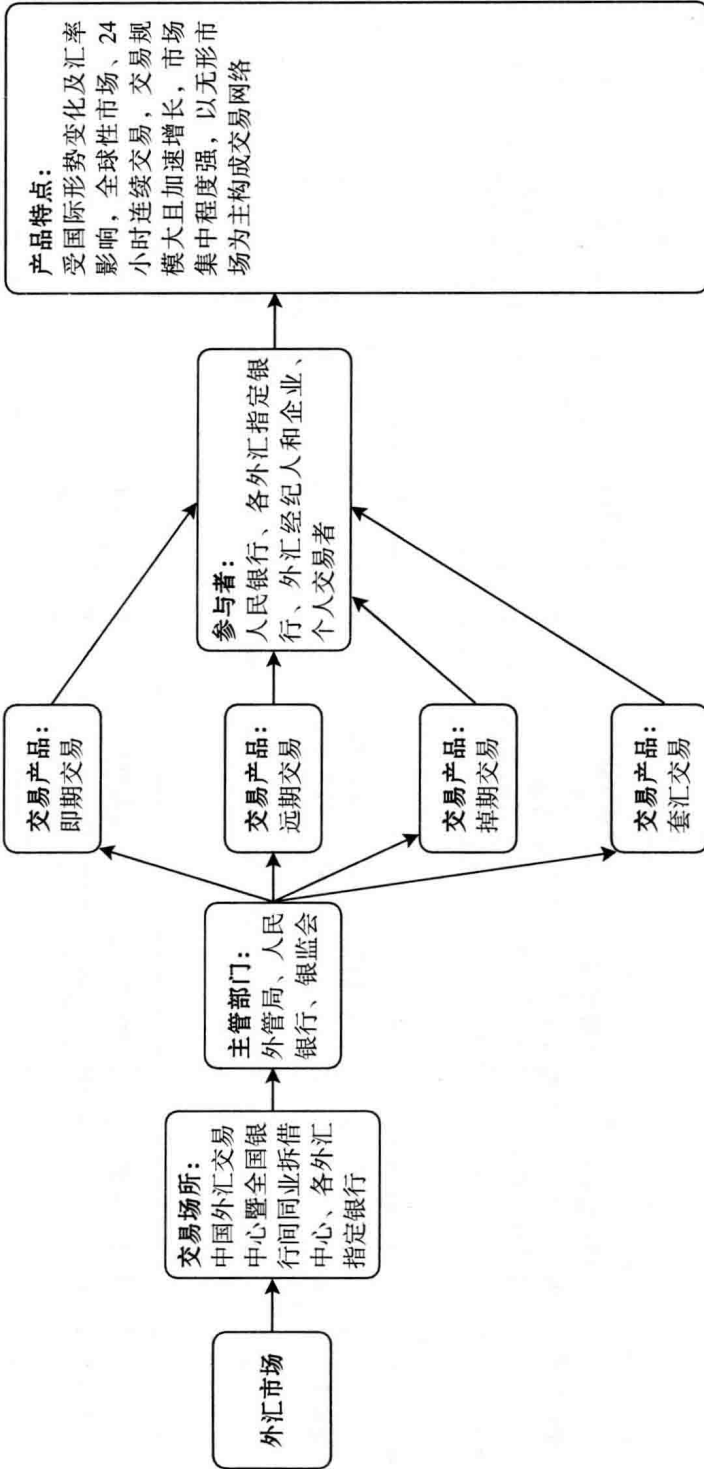 外汇市场
交易场所：
中国外汇交易
中心暨全国银
行间同业拆借
中心、各外汇
指定银行
主管部门：
外管局、人民
银行、银监会
交易产品：
即期交易
交易产品：
远期交易
交易产品：
掉期交易
交易产品：
套汇交易
参与者：
人民银行、各外汇指定银
行、外汇经纪人和企业、
个人交易者
产品特点：
受国际形势变化及汇率
影响，全球性市场、24
小时连续交易，交易规
模大且加速增长，市场
集中程度强，以无形市
场为主构成交易网络